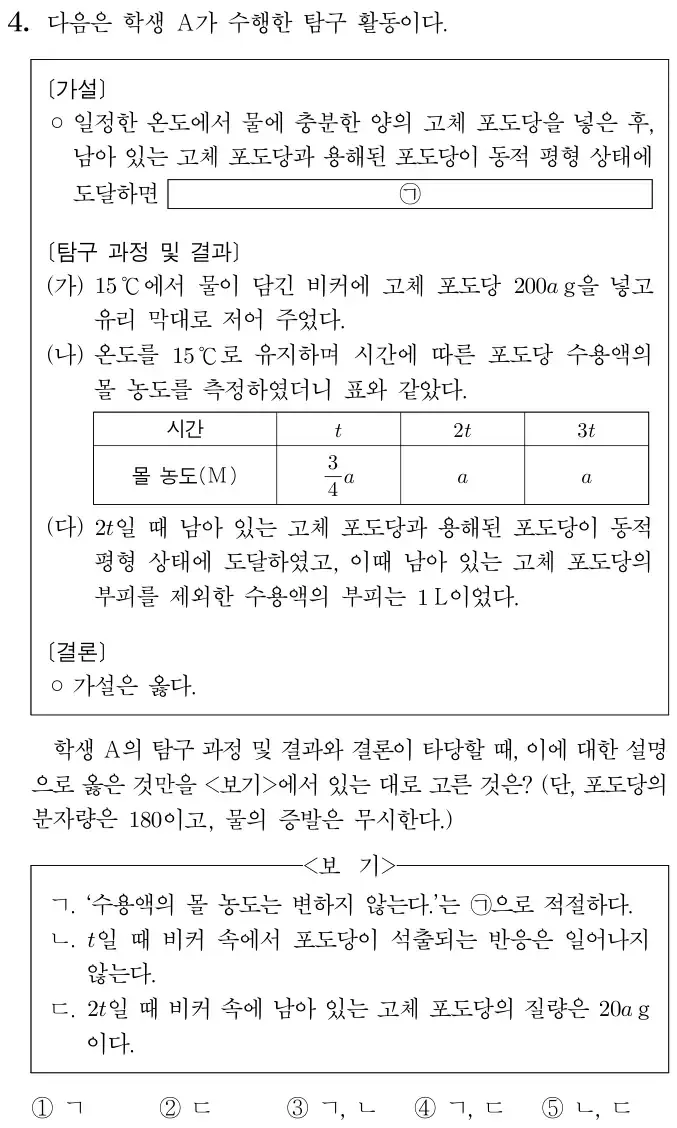 4. 다음은 학생 A가 수행한 탐구 활동이다.
〔가설〕
○ 일정한 온도에서 물에 충분한 양의 고체 포도당을 넣은 후,
남아 있는 고체 포도당과 용해된 포도당이 동적 평형 상태에
도달하면 ㉠
〔탐구 과정 및 결과〕
(가) 15℃에서 물이 담긴 비커에 고체 포도당 200a g을 넣고
유리 막대로 저어 주었다.
(나) 온도를 15℃로 유지하며 시간에 따른 포도당 수용액의
몰 농도를 측정하였더니 표와 같았다.
시간 t 2t 3t
몰 농도(M) 3/4a a a
(다) 2t일 때 남아 있는 고체 포도당과 용해된 포도당이 동적
평형 상태에 도달하였고, 이때 남아 있는 고체 포도당의
부피를 제외한 수용액의 부피는 1 L이었다.
〔결론〕
○ 가설은 옳다.
학생 A의 탐구 과정 및 결과와 결론이 타당할 때, 이에 대한 설명
으로 옳은 것만을 <보기>에서 있는 대로 고른 것은? (단, 포도당의
분자량은 180이고, 물의 증발은 무시한다.)
<보 기>
ㄱ. ‘수용액의 몰 농도는 변하지 않는다.’는 ㉠으로 적절하다.
ㄴ. t일 때 비커 속에서 포도당이 석출되는 반응은 일어나지
않는다.
ㄷ. 2t일 때 비커 속에 남아 있는 고체 포도당의 질량은 20a g
이다.
① ㄱ ② ㄷ ③ ㄱ, ㄴ ④ ㄱ, ㄷ ⑤ ㄴ, ㄷ